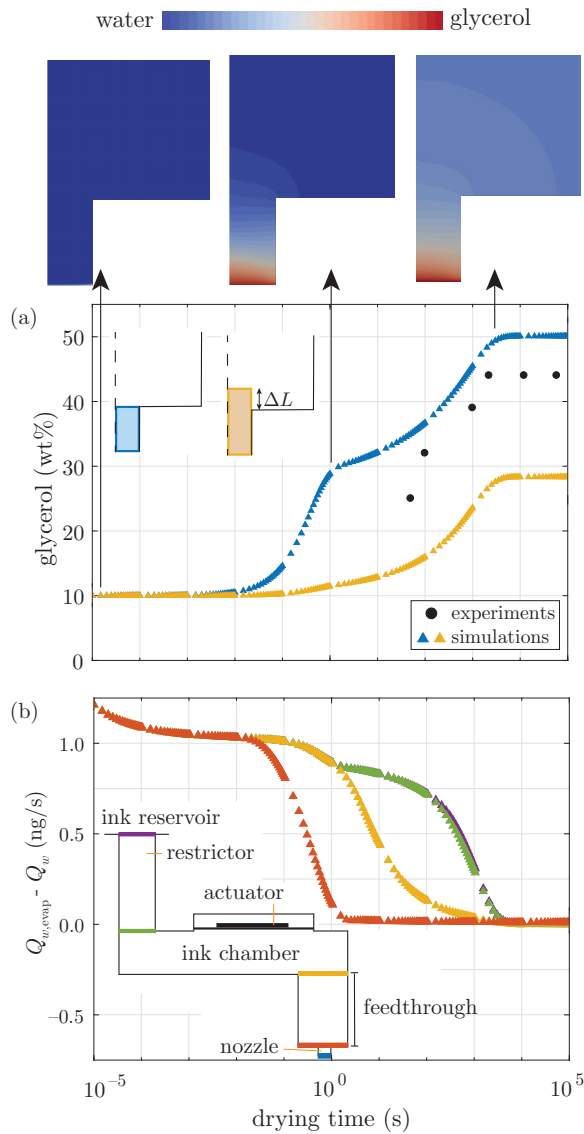 water glycerol
(a)
50
40
30
20
10
0
glycerol (wt%)
ΔL
experiments
simulations
(b)
1.0
0.5
0.0
−0.5
Q_{w,evap} - Q_w (ng/s)
ink reservoir
restrictor
actuator
ink chamber
feedthrough
nozzle
10^{−5} 10^{0} 10^{5}
drying time (s)